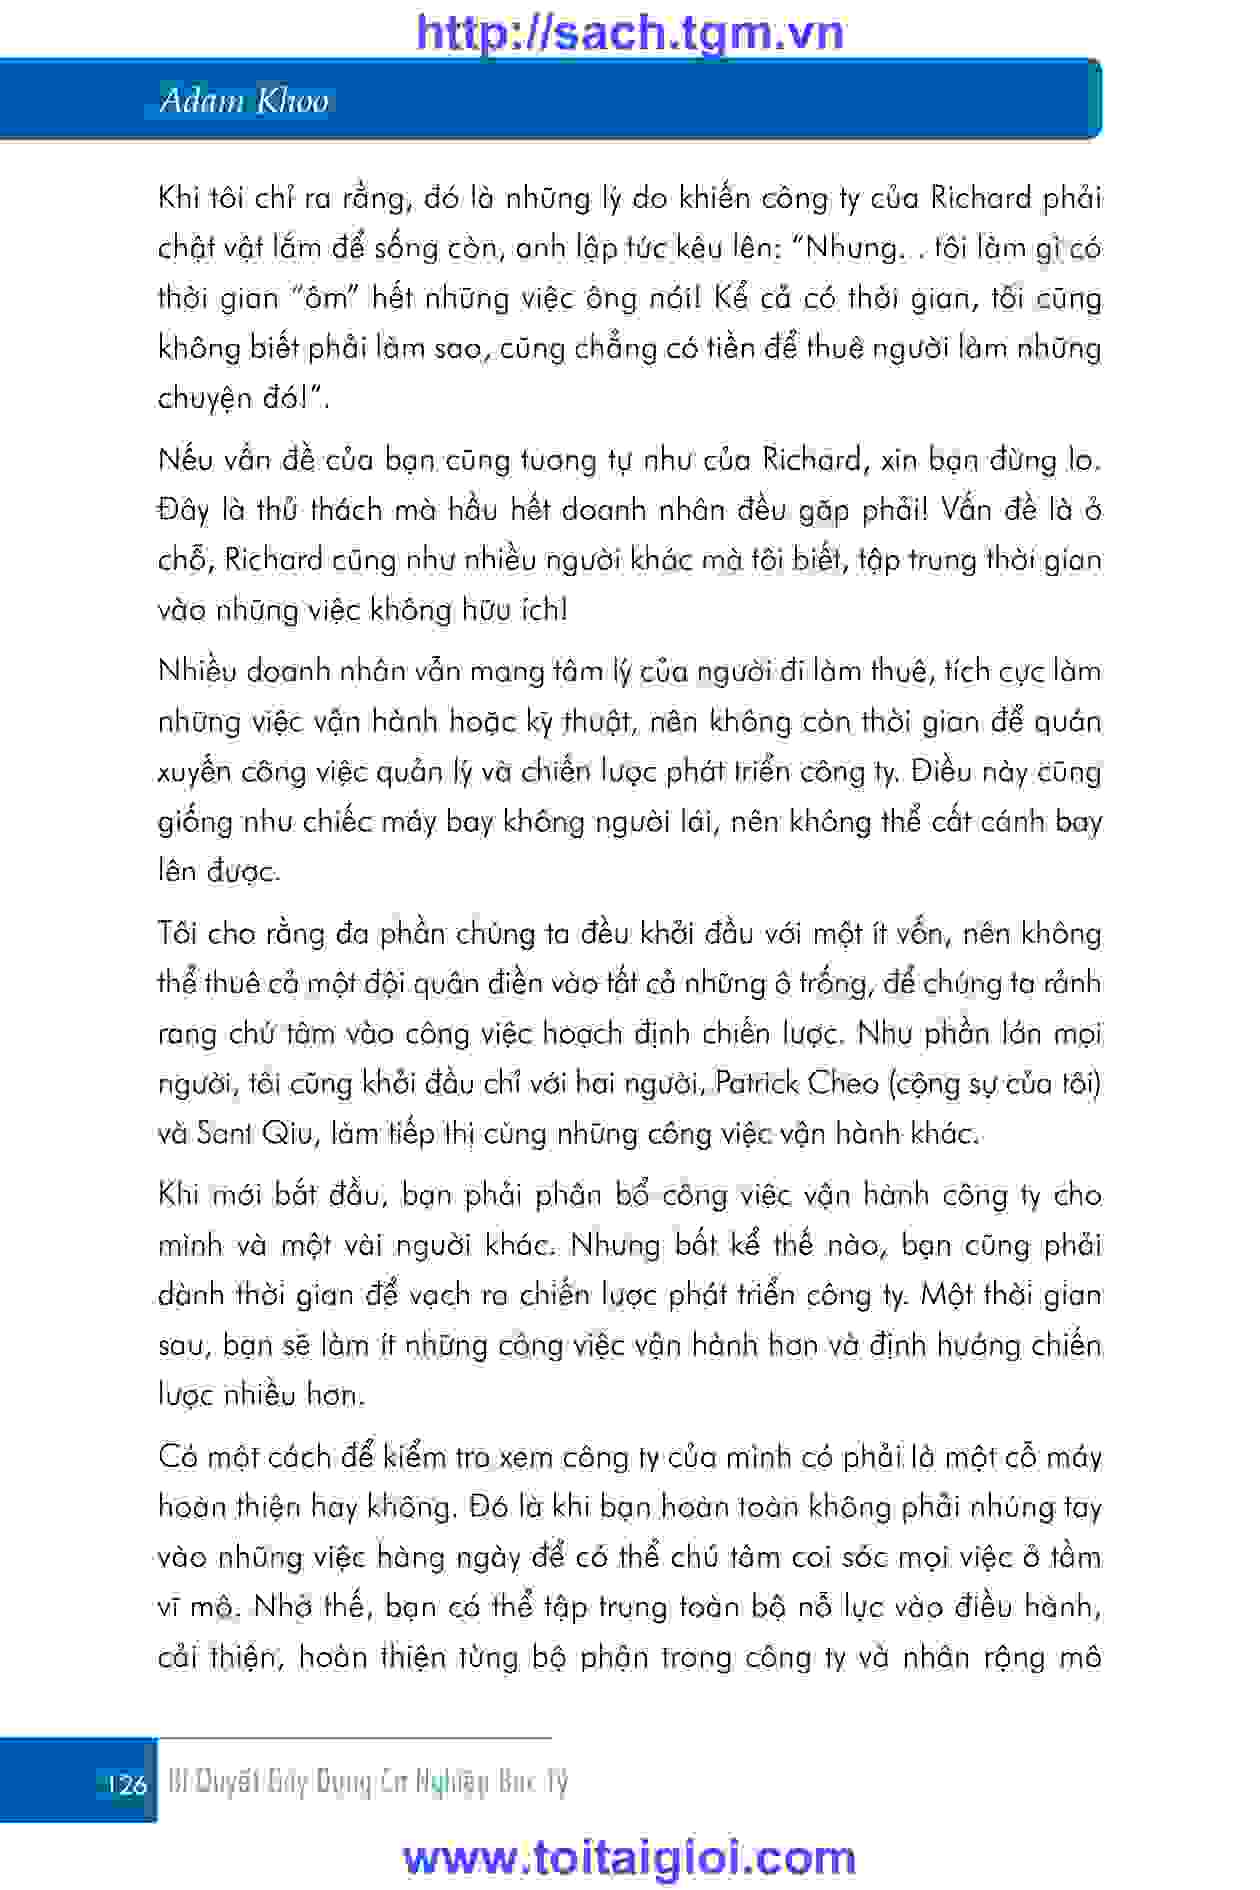 http://sach.tgm.vn
Adam Khoo
Khi tôi chỉ ra rằng, đó là những lý do khiến công ty của Richard phải
chật vật lắm để sống còn, anh lập tức kêu lên: “Nhưng. . tôi làm gì có
thời gian “ôm” hết những việc ông nói! Kể cả có thời gian, tôi cũng
không biết phải làm sao, cũng chẳng có tiền để thuê người làm những
chuyện đó!”.
Nếu vấn đề của bạn cũng tương tự như của Richard, xin bạn đừng lo.
Đây là thử thách mà hầu hết doanh nhân đều gặp phải! Vấn đề là ở
chỗ, Richard cũng như nhiều người khác mà tôi biết, tập trung thời gian
vào những việc không hữu ích!
Nhiều doanh nhân vẫn mang tâm lý của người đi làm thuê, tích cực làm
những việc vận hành hoặc kỹ thuật, nên không còn thời gian để quán
xuyến công việc quản lý và chiến lược phát triển công ty. Điều này cũng
giống như chiếc máy bay không người lái, nên không thể cất cánh bay
lên được.
Tôi cho rằng đa phần chúng ta đều khởi đầu với một ít vốn, nên không
thể thuê cả một đội quân điền vào tất cả những ô trống, để chúng ta rảnh
rang chú tâm vào công việc hoạch định chiến lược. Như phần lớn mọi
người, tôi cũng khởi đầu chỉ với hai người, Patrick Cheo (cộng sự của tôi)
và Sant Qiu, làm tiếp thị cùng những công việc vận hành khác.
Khi mới bắt đầu, bạn phải phân bổ công việc vận hành công ty cho
mình và một vài người khác. Nhưng bất kể thế nào, bạn cũng phải
dành thời gian để vạch ra chiến lược phát triển công ty. Một thời gian
sau, bạn sẽ làm ít những công việc vận hành hơn và định hướng chiến
lược nhiều hơn.
Có một cách để kiểm tra xem công ty của mình có phải là một cỗ máy
hoàn thiện hay không. Đó là khi bạn hoàn toàn không phải nhúng tay
vào những việc hàng ngày để có thể chú tâm coi sóc mọi việc ở tầm
vĩ mô. Nhờ thế, bạn có thể tập trung toàn bộ nỗ lực vào điều hành,
cải thiện, hoàn thiện từng bộ phận trong công ty và nhân rộng mô
126 Bí Quyết Gây Dựng Cơ Nghiệp Bạc Tỷ
www.toitaigioi.com